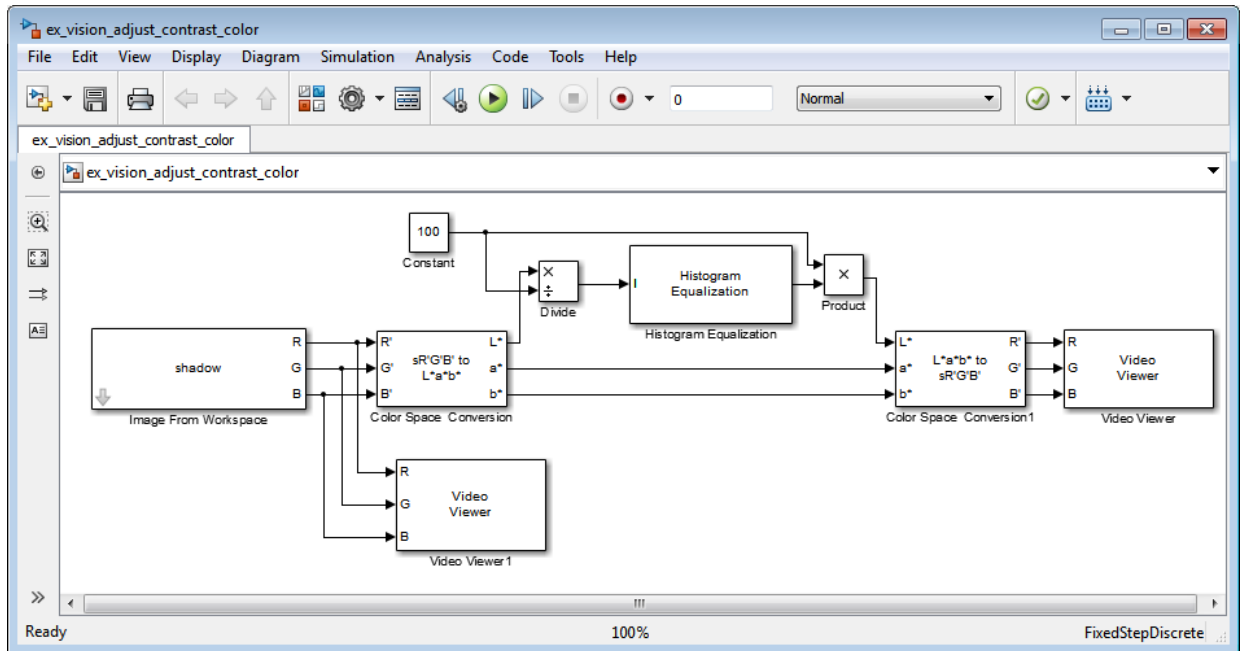 ex_vision_adjust_contrast_color
File Edit View Display Diagram Simulation Analysis Code Tools Help
0 Normal
ex_vision_adjust_contrast_color
ex_vision_adjust_contrast_color
100
Constant
×
÷
Divide
I
Histogram
Equalization
Histogram Equalization
×
Product
shadow
R
G
B
Image From Workspace
R'
G'
B'
sR'G'B' to
L*a*b*
L*
a*
b*
Color Space Conversion
L*
a*
b*
L*a*b* to
sR'G'B'
R'
G'
B'
Color Space Conversion1
R
G
B
Video
Viewer
Video Viewer
R
G
B
Video
Viewer
Video Viewer1
Ready 100% FixedStepDiscrete